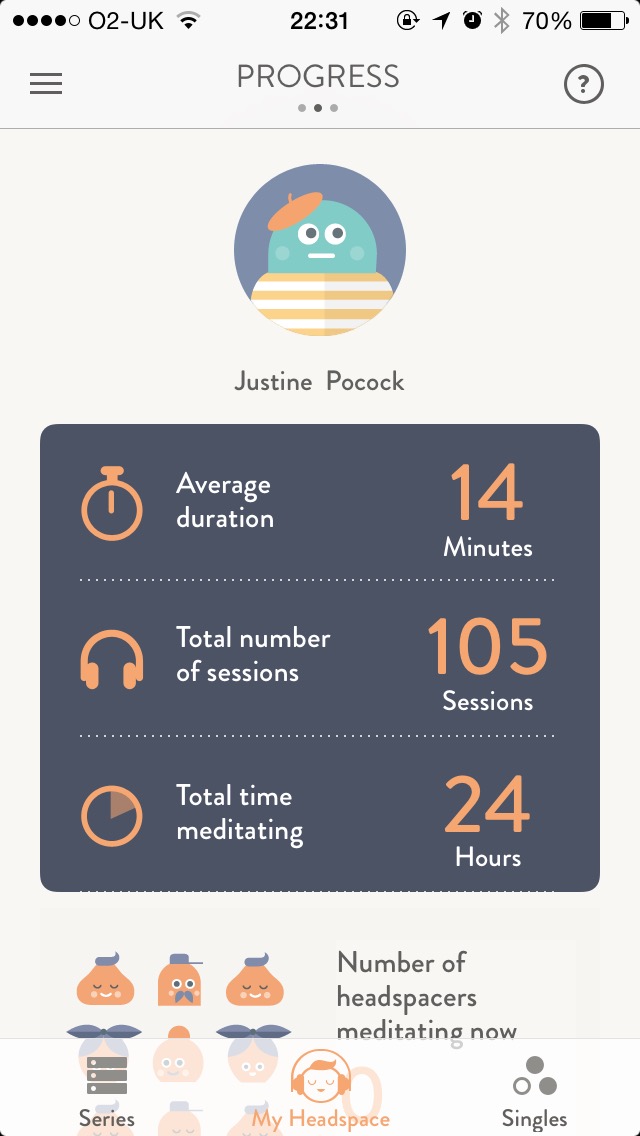 O2-UK 22:31 70%
PROGRESS
?
Justine Pocock
Average
duration
14
Minutes
Total number
of sessions
105
Sessions
Total time
meditating
24
Hours
Number of
headspacers
meditating now
0
Series
My Headspace
Singles